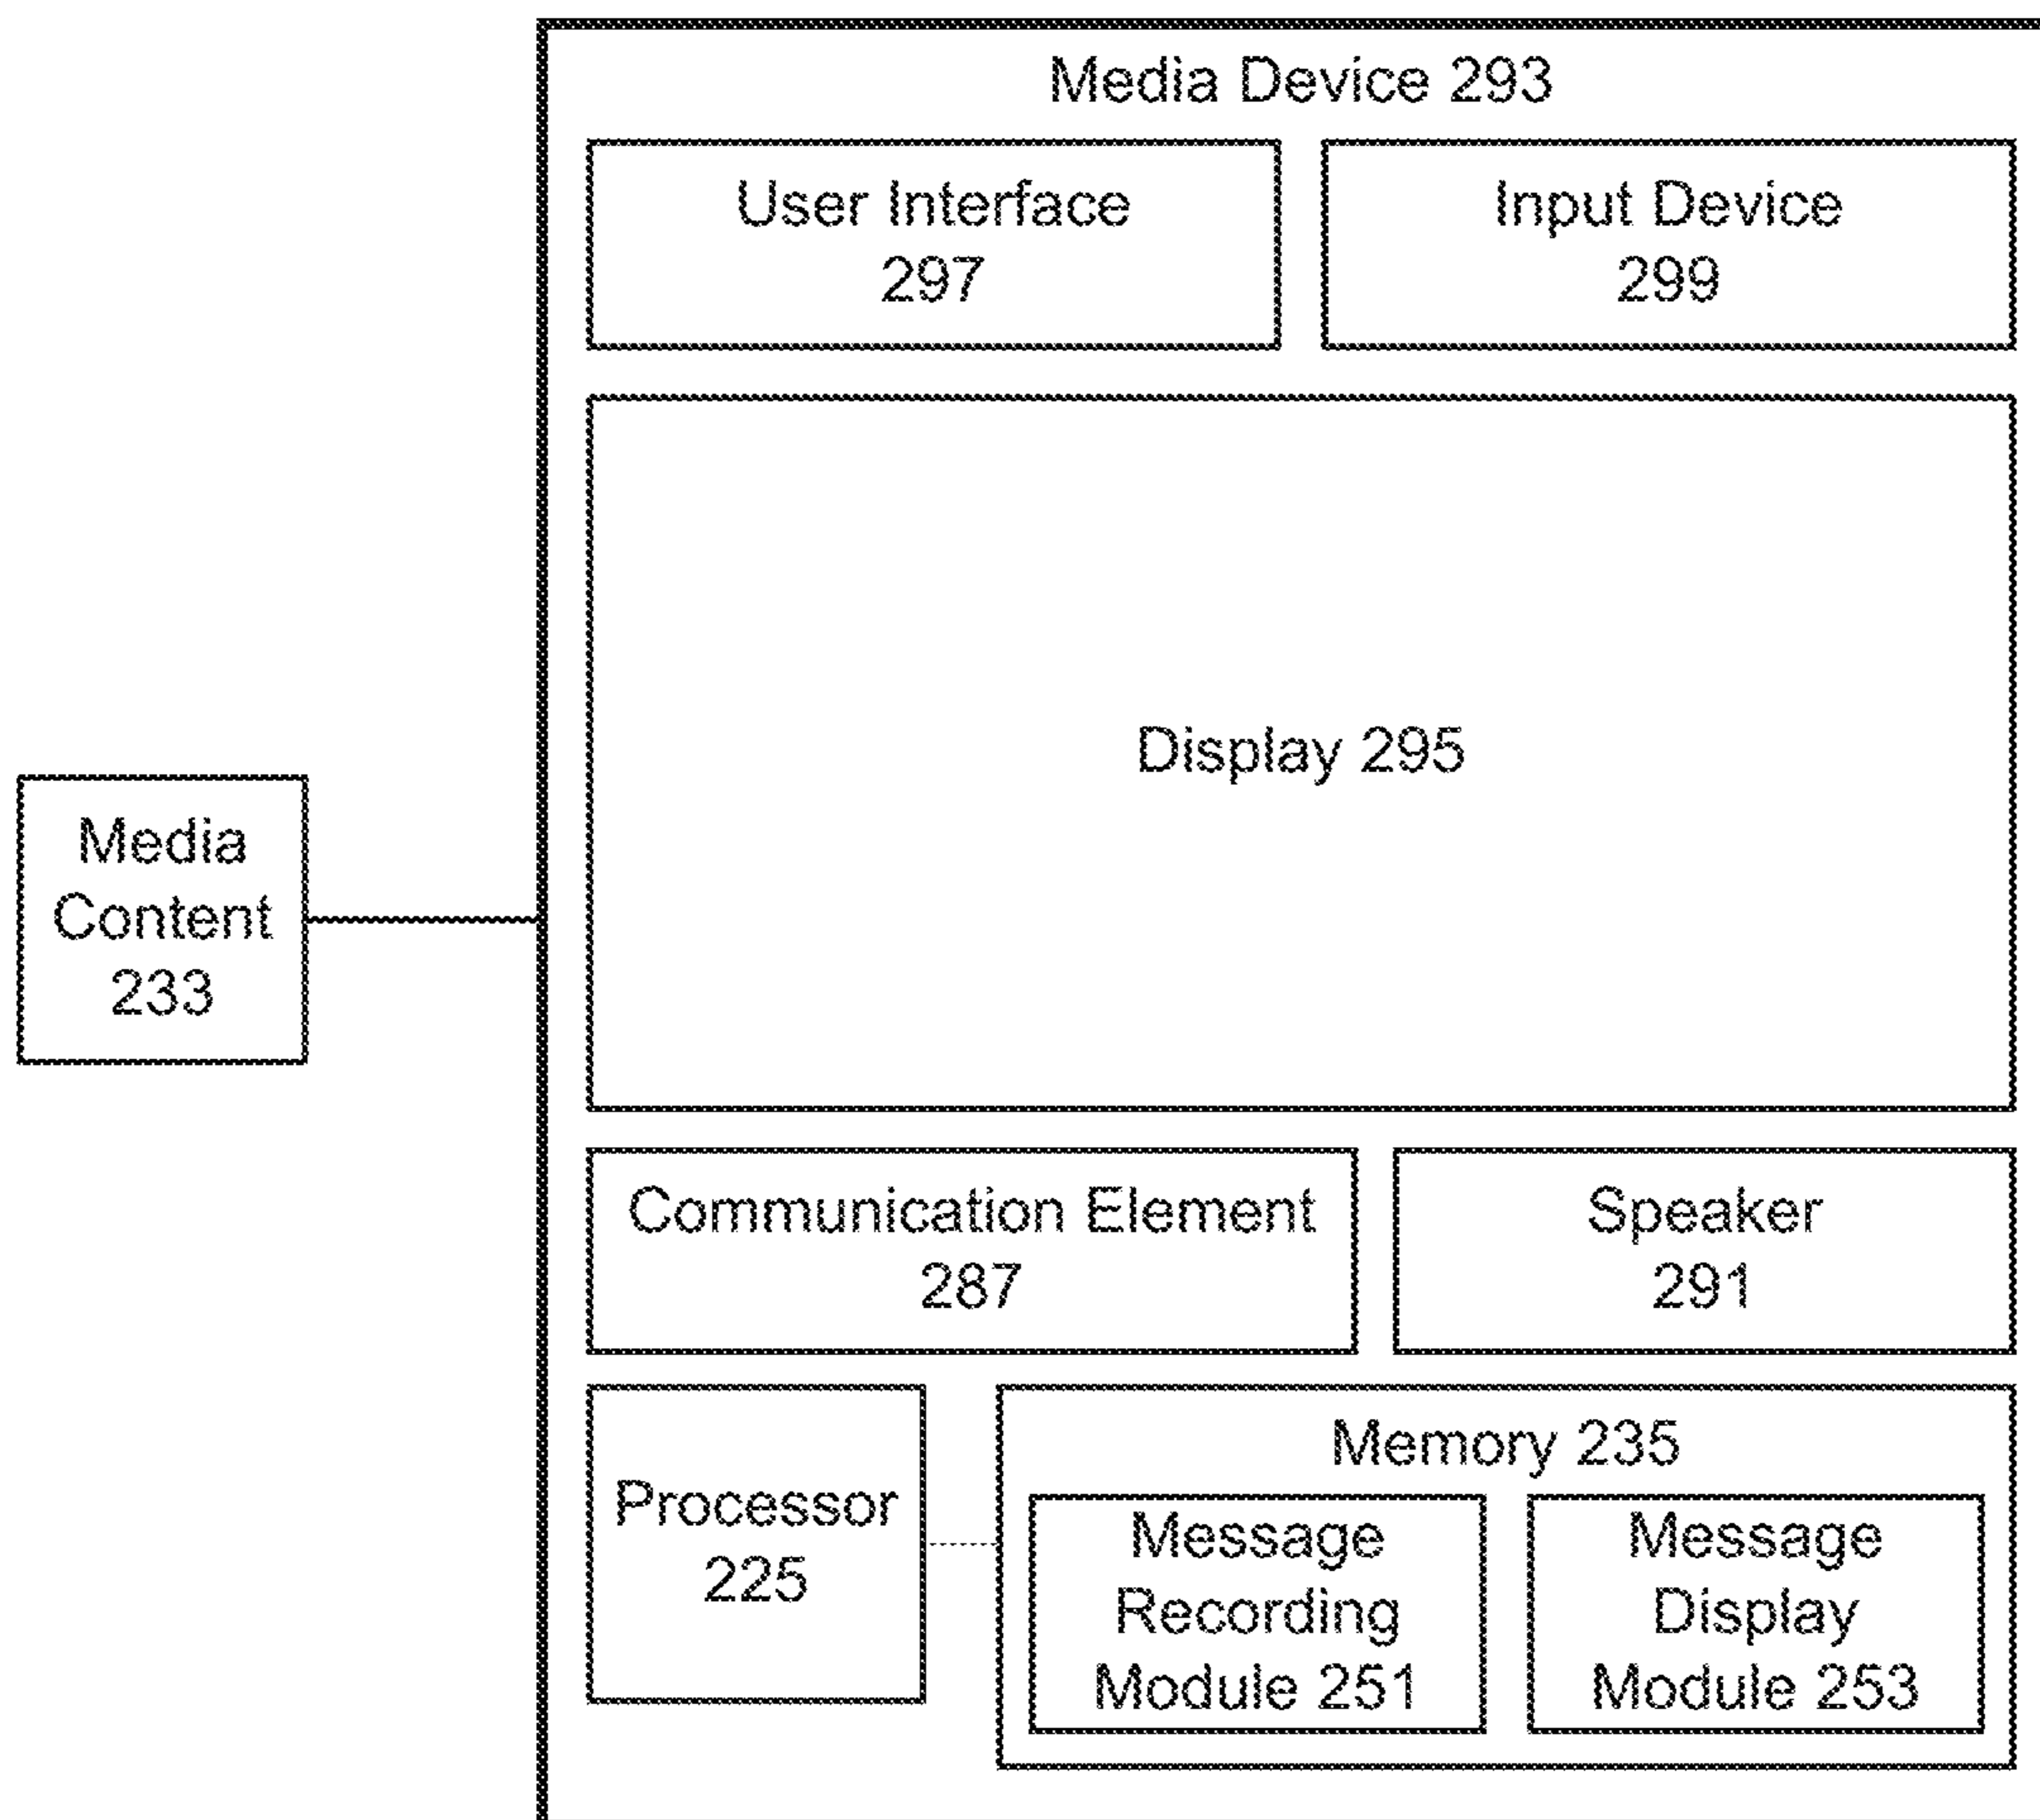 Media Device 293
User Interface
297
Input Device
299
Display 295
Media
Content
233
Communication Element
287
Speaker
291
Processor
225
Memory 235
Message
Recording
Module 251
Message
Display
Module 253